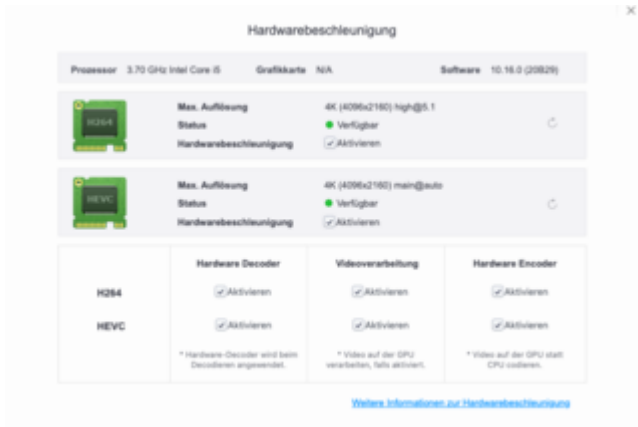 Hardwarebeschleunigung
Prozessor 3.70 GHz Intel Core i5 Grafikkarte N/A Software 10.16.0 (20B29)
H264
Max. Auflösung 4K (4096x2160) high@5.1
Status Verfügbar
Hardwarebeschleunigung Aktivieren
HEVC
Max. Auflösung 4K (4096x2160) main@auto
Status Verfügbar
Hardwarebeschleunigung Aktivieren
Hardware Decoder Videoverarbeitung Hardware Encoder
H264 Aktivieren Aktivieren Aktivieren
HEVC Aktivieren Aktivieren Aktivieren
* Hardware-Decoder wird beim * Video auf der GPU * Video auf der GPU statt
Decodieren angewendet. verarbeiten, falls aktiviert. CPU codieren.
Weitere Informationen zur Hardwarebeschleunigung